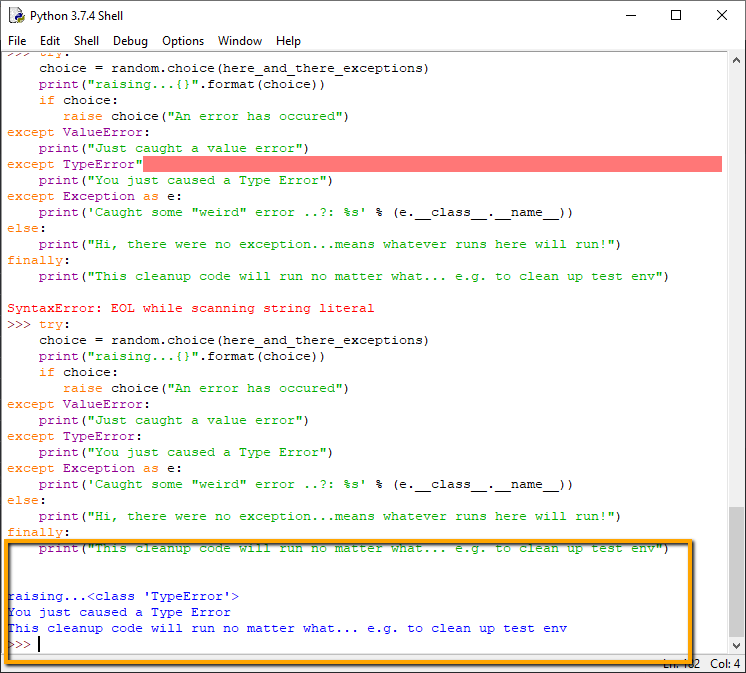 Python 3.7.4 Shell
File Edit Shell Debug Options Window Help
>>> try:
    choice = random.choice(here_and_there_exceptions)
    print("raising...{}".format(choice))
    if choice:
       raise choice("An error has occured")
except ValueError:
    print("Just caught a value error")
except TypeError"
    print("You just caused a Type Error")
except Exception as e:
    print('Caught some "weird" error ..?: %s' % (e.__class__.__name__))
else:
    print("Hi, there were no exception...means whatever runs here will run!")
finally:
    print("This cleanup code will run no matter what... e.g. to clean up test env")
SyntaxError: EOL while scanning string literal
>>> try:
    choice = random.choice(here_and_there_exceptions)
    print("raising...{}".format(choice))
    if choice:
       raise choice("An error has occured")
except ValueError:
    print("Just caught a value error")
except TypeError:
    print("You just caused a Type Error")
except Exception as e:
    print('Caught some "weird" error ..?: %s' % (e.__class__.__name__))
else:
    print("Hi, there were no exception...means whatever runs here will run!")
finally:
    print("This cleanup code will run no matter what... e.g. to clean up test env")
raising...<class 'TypeError'>
You just caused a Type Error
This cleanup code will run no matter what... e.g. to clean up test env
>>>
Col: 4